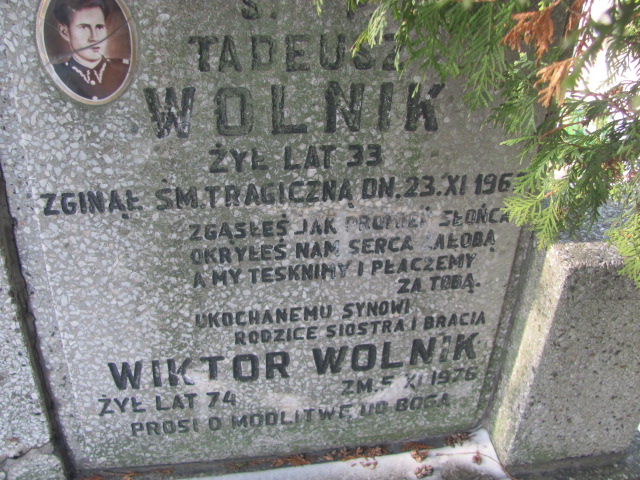 Ś. P.
TADEUSZ
WOLNIK
ŻYŁ LAT 33
ZGINĄŁ ŚM.TRAGICZNĄ DN.23.XI 196
ZGASŁEŚ JAK PROMIEŃ SŁOŃCA
OKRYŁEŚ NAM SERCA ŻAŁOBĄ
A MY TESKNIMY I PŁACZEMY
ZA TOBĄ.
UKOCHANEMU SYNOWI
RODZICE SIOSTRA I BRACIA
WIKTOR WOLNIK
ŻYŁ LAT 74 ZM.5 XI 1976
PROSI O MODLITWĘ DO BOGA